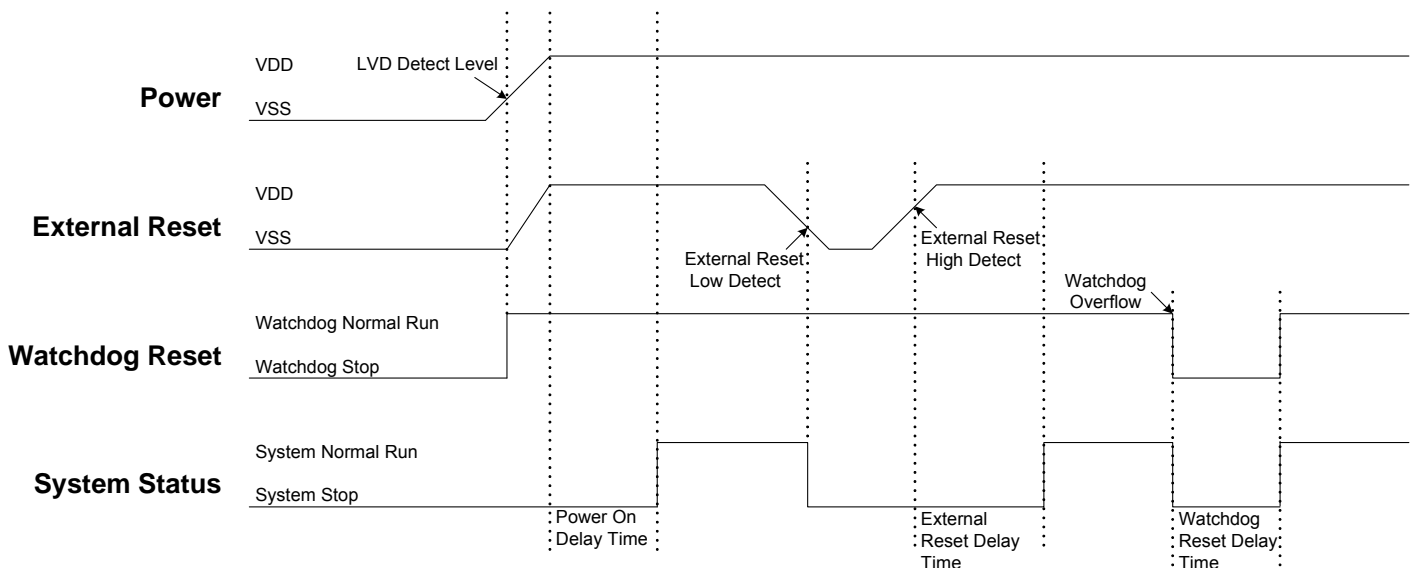 Power
VDD
LVD Detect Level
VSS
External Reset
VDD
VSS
External Reset
Low Detect
External Reset
High Detect
Watchdog
Overflow
Watchdog Reset
Watchdog Normal Run
Watchdog Stop
System Status
System Normal Run
System Stop
Power On
Delay Time
External
Reset Delay
Time
Watchdog
Reset Delay
Time